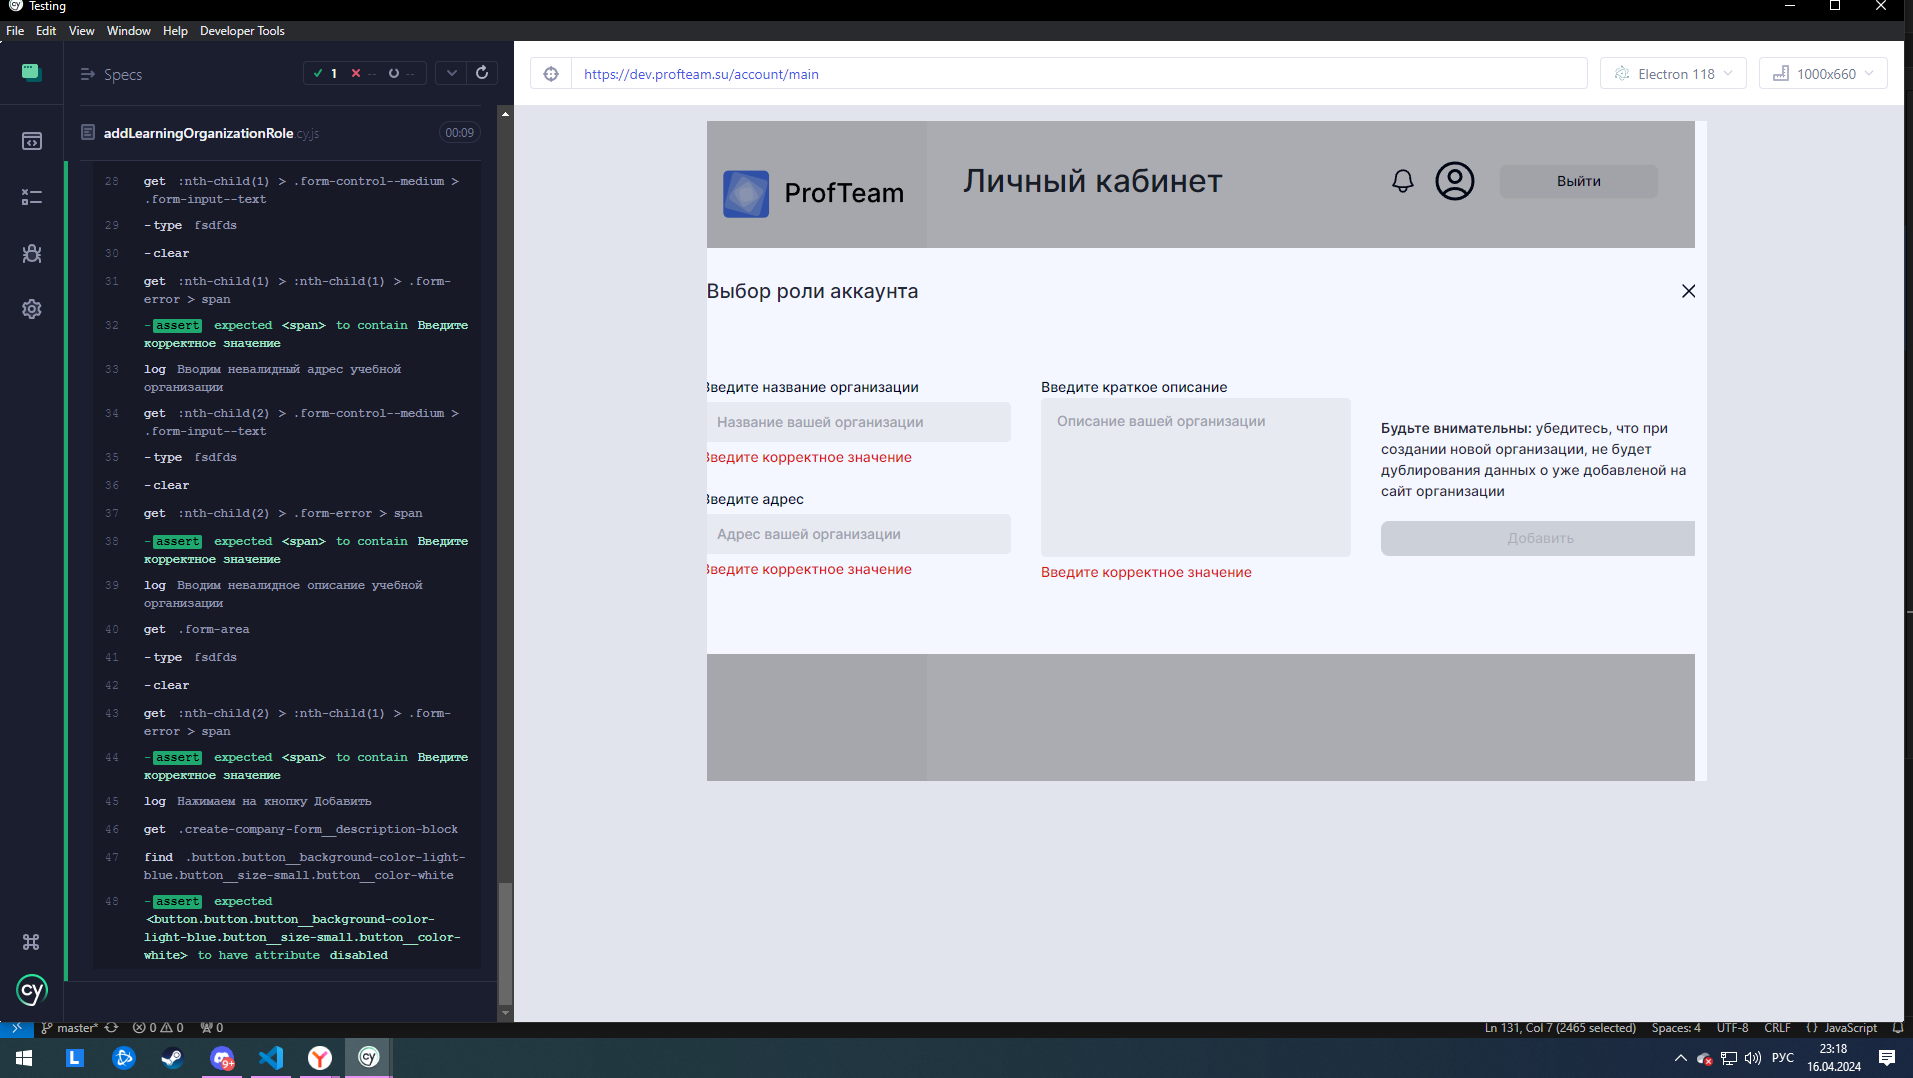 Testing
File Edit View Window Help Developer Tools
Specs
1 -- --
addLearningOrganizationRole.cy.js
00:09
28 get :nth-child(1) > .form-control--medium >
.form-input--text
29 -type fsdfds
30 -clear
31 get :nth-child(1) > :nth-child(1) > .form-
error > span
32 -assert expected <span> to contain Введите
корректное значение
33 log Вводим невалидный адрес учебной
организации
34 get :nth-child(2) > .form-control--medium >
.form-input--text
35 -type fsdfds
36 -clear
37 get :nth-child(2) > .form-error > span
38 -assert expected <span> to contain Введите
корректное значение
39 log Вводим невалидное описание учебной
организации
40 get .form-area
41 -type fsdfds
42 -clear
43 get :nth-child(2) > :nth-child(1) > .form-
error > span
44 -assert expected <span> to contain Введите
корректное значение
45 log Нажимаем на кнопку Добавить
46 get .create-company-form__description-block
47 find .button.button__background-color-light-
blue.button__size-small.button__color-white
48 -assert expected
<button.button.button__background-color-
light-blue.button__size-small.button__color-
white> to have attribute disabled
cy
https://dev.profteam.su/account/main
Electron 118
1000x660
ProfTeam
Личный кабинет
Выйти
Выбор роли аккаунта
Введите название организации
Название вашей организации
Введите корректное значение
Введите адрес
Адрес вашей организации
Введите корректное значение
Введите краткое описание
Описание вашей организации
Введите корректное значение
Будьте внимательны: убедитесь, что при
создании новой организации, не будет
дублирования данных о уже добавленой на
сайт организации
Добавить
master* 0 0 0
Ln 131, Col 7 (2465 selected) Spaces: 4 UTF-8 CRLF {} JavaScript
L
9+
Y
cy
РУС
23:18
16.04.2024